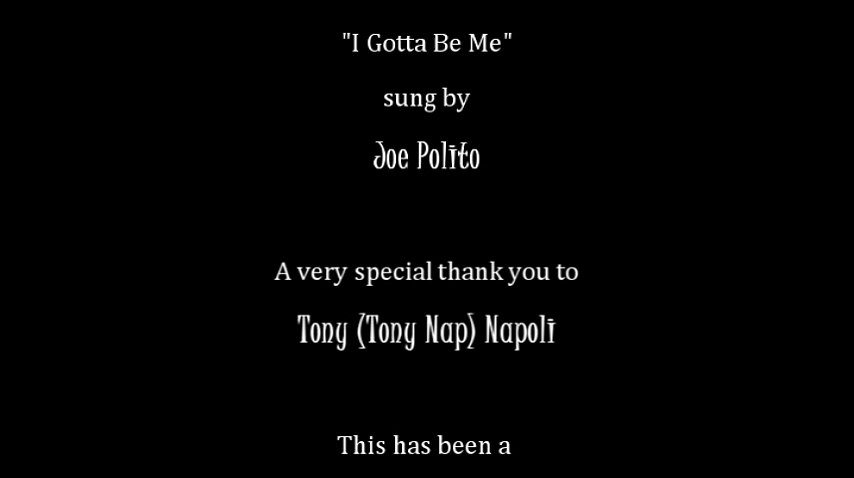 "I Gotta Be Me"
sung by
Joe Polito
A very special thank you to
Tony (Tony Nap) Napoli
This has been a